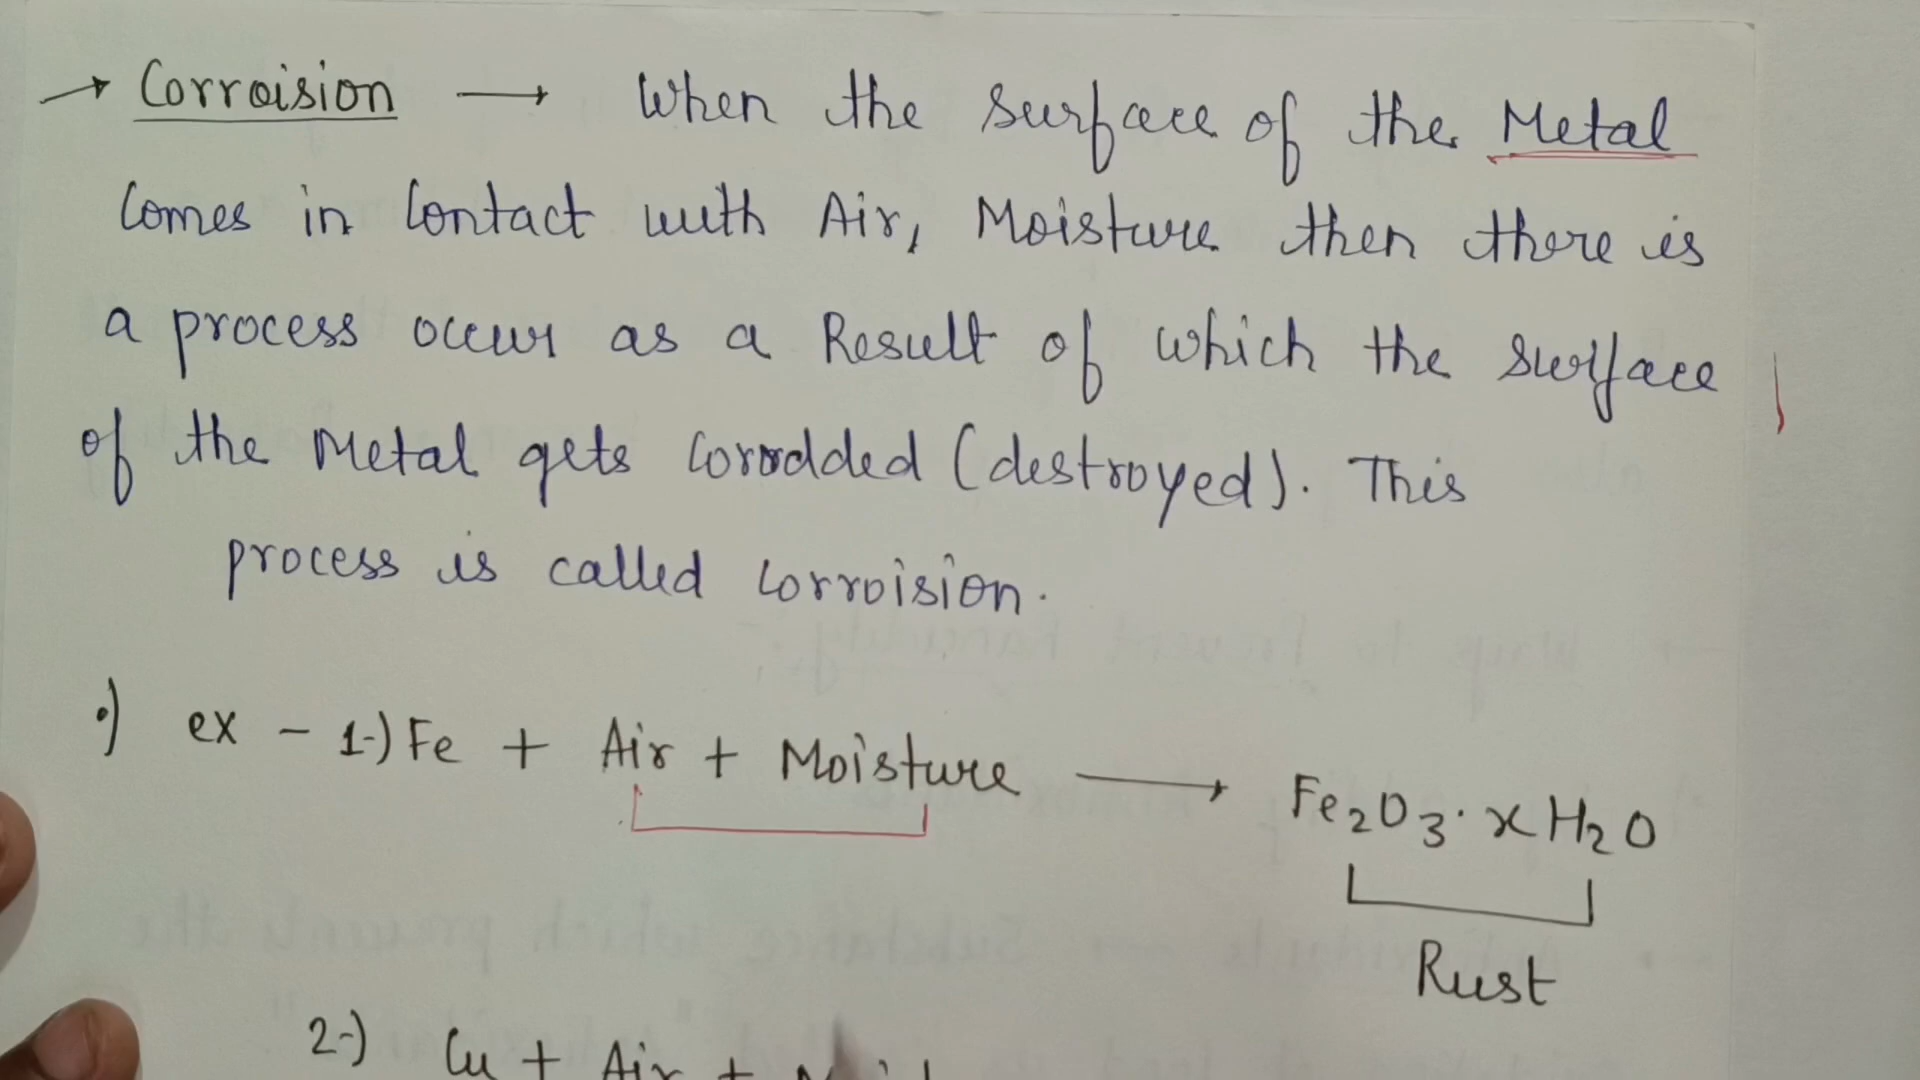 → Corroision → When the Surface of the Metal
Comes in Contact with Air, Moisture then there is
a process occur as a Result of which the Surface
of the Metal gets Corrodded (destroyed). This
process is called Corroision.
•) ex - 1-) Fe + Air + Moisture → Fe₂O₃·xH₂O
Rust
2-) Cu + Air +